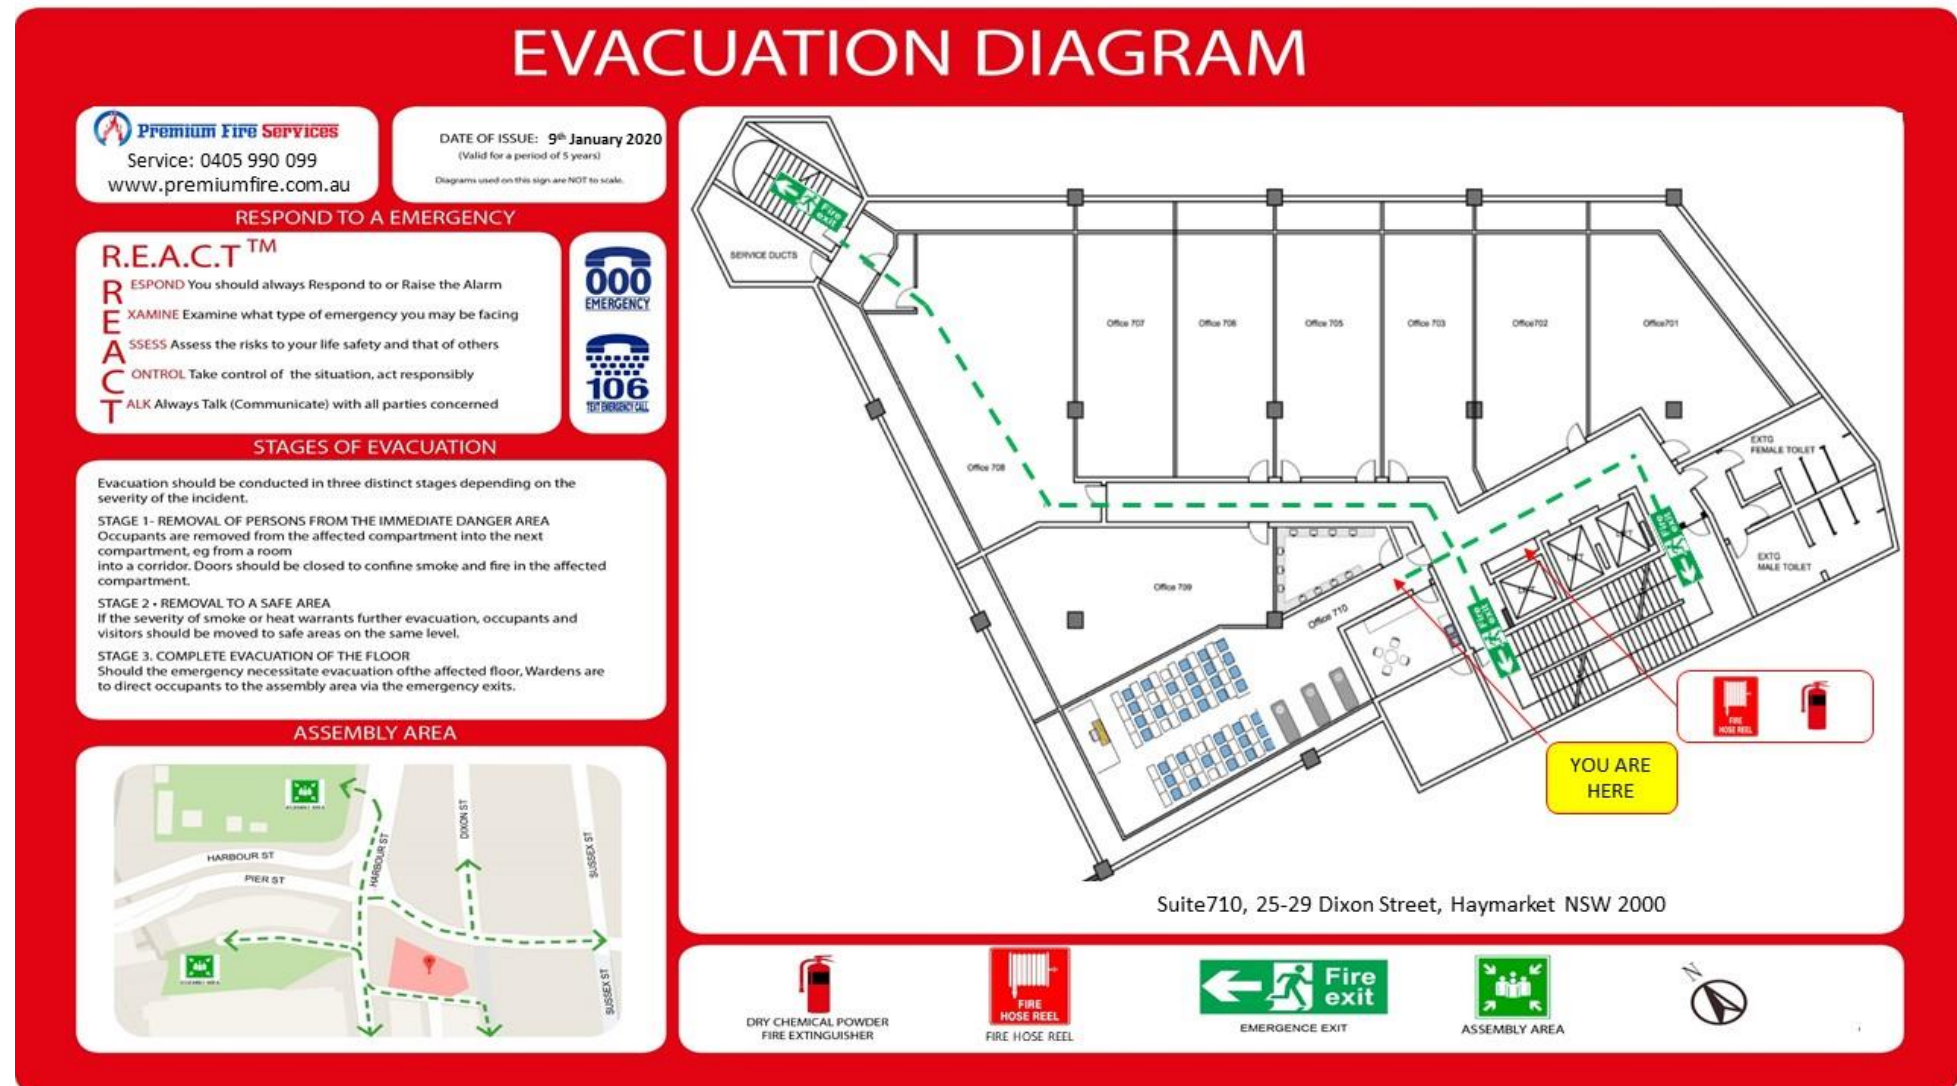 EVACUATION DIAGRAM
Premium Fire Services
Service: 0405 990 099
www.premiumfire.com.au
DATE OF ISSUE: 9th January 2020
(Valid for a period of 5 years)
Diagrams used on this sign are NOT to scale.
RESPOND TO A EMERGENCY
R.E.A.C.T™
RESPOND You should always Respond to or Raise the Alarm
EXAMINE Examine what type of emergency you may be facing
ASSESS Assess the risks to your life safety and that of others
CONTROL Take control of the situation, act responsibly
TALK Always Talk (Communicate) with all parties concerned
000
EMERGENCY
106
TEXT EMERGENCY CALL
STAGES OF EVACUATION
Evacuation should be conducted in three distinct stages depending on the
severity of the incident.
STAGE 1- REMOVAL OF PERSONS FROM THE IMMEDIATE DANGER AREA
Occupants are removed from the affected compartment into the next
compartment, eg from a room
into a corridor. Doors should be closed to confine smoke and fire in the affected
compartment.
STAGE 2 • REMOVAL TO A SAFE AREA
If the severity of smoke or heat warrants further evacuation, occupants and
visitors should be moved to safe areas on the same level.
STAGE 3. COMPLETE EVACUATION OF THE FLOOR
Should the emergency necessitate evacuation ofthe affected floor, Wardens are
to direct occupants to the assembly area via the emergency exits.
ASSEMBLY AREA
ASSEMBLY AREA
HARBOUR ST
PIER ST
HARBOUR ST
DIXON ST
SUSSEX ST
ASSEMBLY AREA
SUSSEX ST
Fire
exit
SERVICE DUCTS
Office 707
Office 706
Office 705
Office 703
Office702
Office701
Office 708
EXTG
FEMALE TOILET
Fire
exit
LIFT
LIFT
LIFT
EXTG
MALE TOILET
Office 709
Office 710
Fire
exit
FIRE
HOSE REEL
YOU ARE
HERE
Suite710, 25-29 Dixon Street, Haymarket NSW 2000
DRY CHEMICAL POWDER
FIRE EXTINGUISHER
FIRE
HOSE REEL
FIRE HOSE REEL
Fire
exit
EMERGENCE EXIT
ASSEMBLY AREA
N